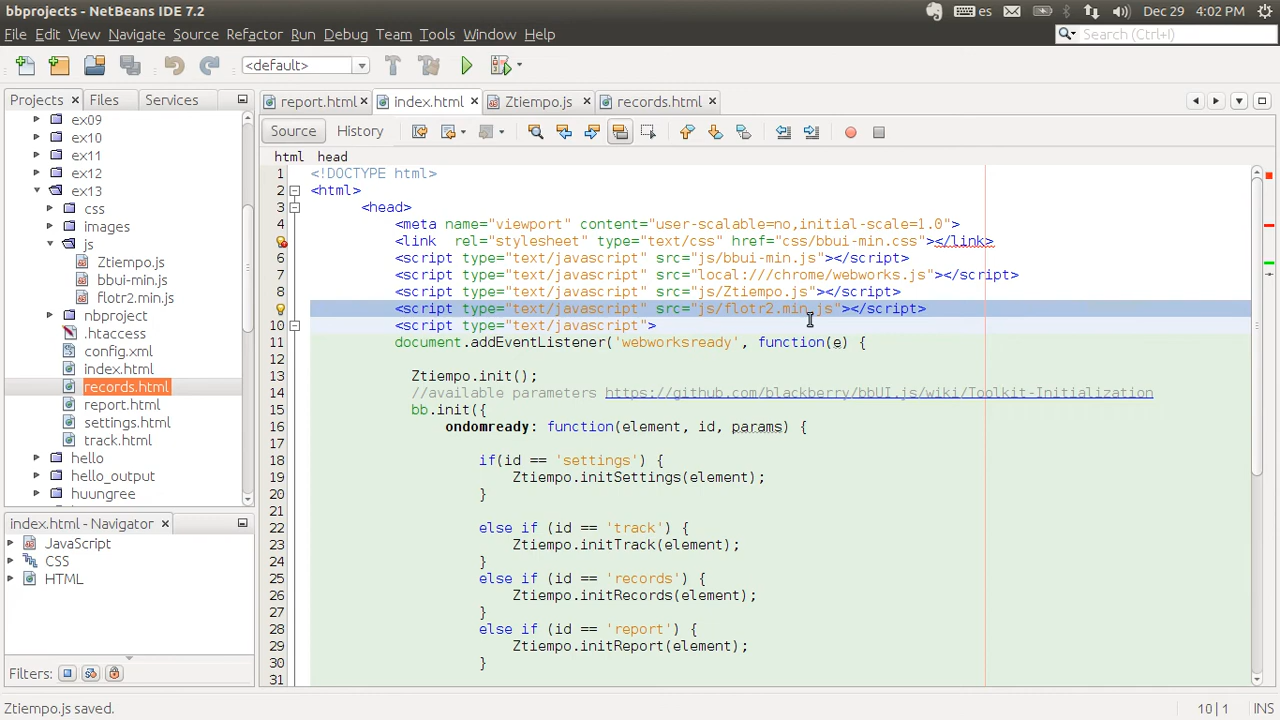 bbprojects - NetBeans IDE 7.2
es
Dec 29
4:02 PM
File Edit View Navigate Source Refactor Run Debug Team Tools Window Help
Search (Ctrl+I)
<default>
Projects Files Services
report.html index.html Ztiempo.js records.html
Source History
html head
ex09
ex10
ex11
ex12
ex13
css
images
js
Ztiempo.js
bbui-min.js
flotr2.min.js
nbproject
.htaccess
config.xml
index.html
records.html
report.html
settings.html
track.html
hello
hello_output
huungree
index.html - Navigator
JavaScript
CSS
HTML
Filters:
1 <!DOCTYPE html>
2 <html>
3 <head>
4 <meta name="viewport" content="user-scalable=no,initial-scale=1.0">
<link  rel="stylesheet" type="text/css" href="css/bbui-min.css"></link>
6 <script type="text/javascript" src="js/bbui-min.js"></script>
7 <script type="text/javascript" src="local:///chrome/webworks.js"></script>
8 <script type="text/javascript" src="js/Ztiempo.js"></script>
<script type="text/javascript" src="js/flotr2.min.js"></script>
10 <script type="text/javascript">
11 document.addEventListener('webworksready', function(e) {
12
13 Ztiempo.init();
14 //available parameters https://github.com/blackberry/bbUI.js/wiki/Toolkit-Initialization
15 bb.init({
16 ondomready: function(element, id, params) {
17
18 if(id == 'settings') {
19 Ztiempo.initSettings(element);
20 }
21
22 else if (id == 'track') {
23 Ztiempo.initTrack(element);
24 }
25 else if (id == 'records') {
26 Ztiempo.initRecords(element);
27 }
28 else if (id == 'report') {
29 Ztiempo.initReport(element);
30 }
31
Ztiempo.js saved.
10 | 1
INS